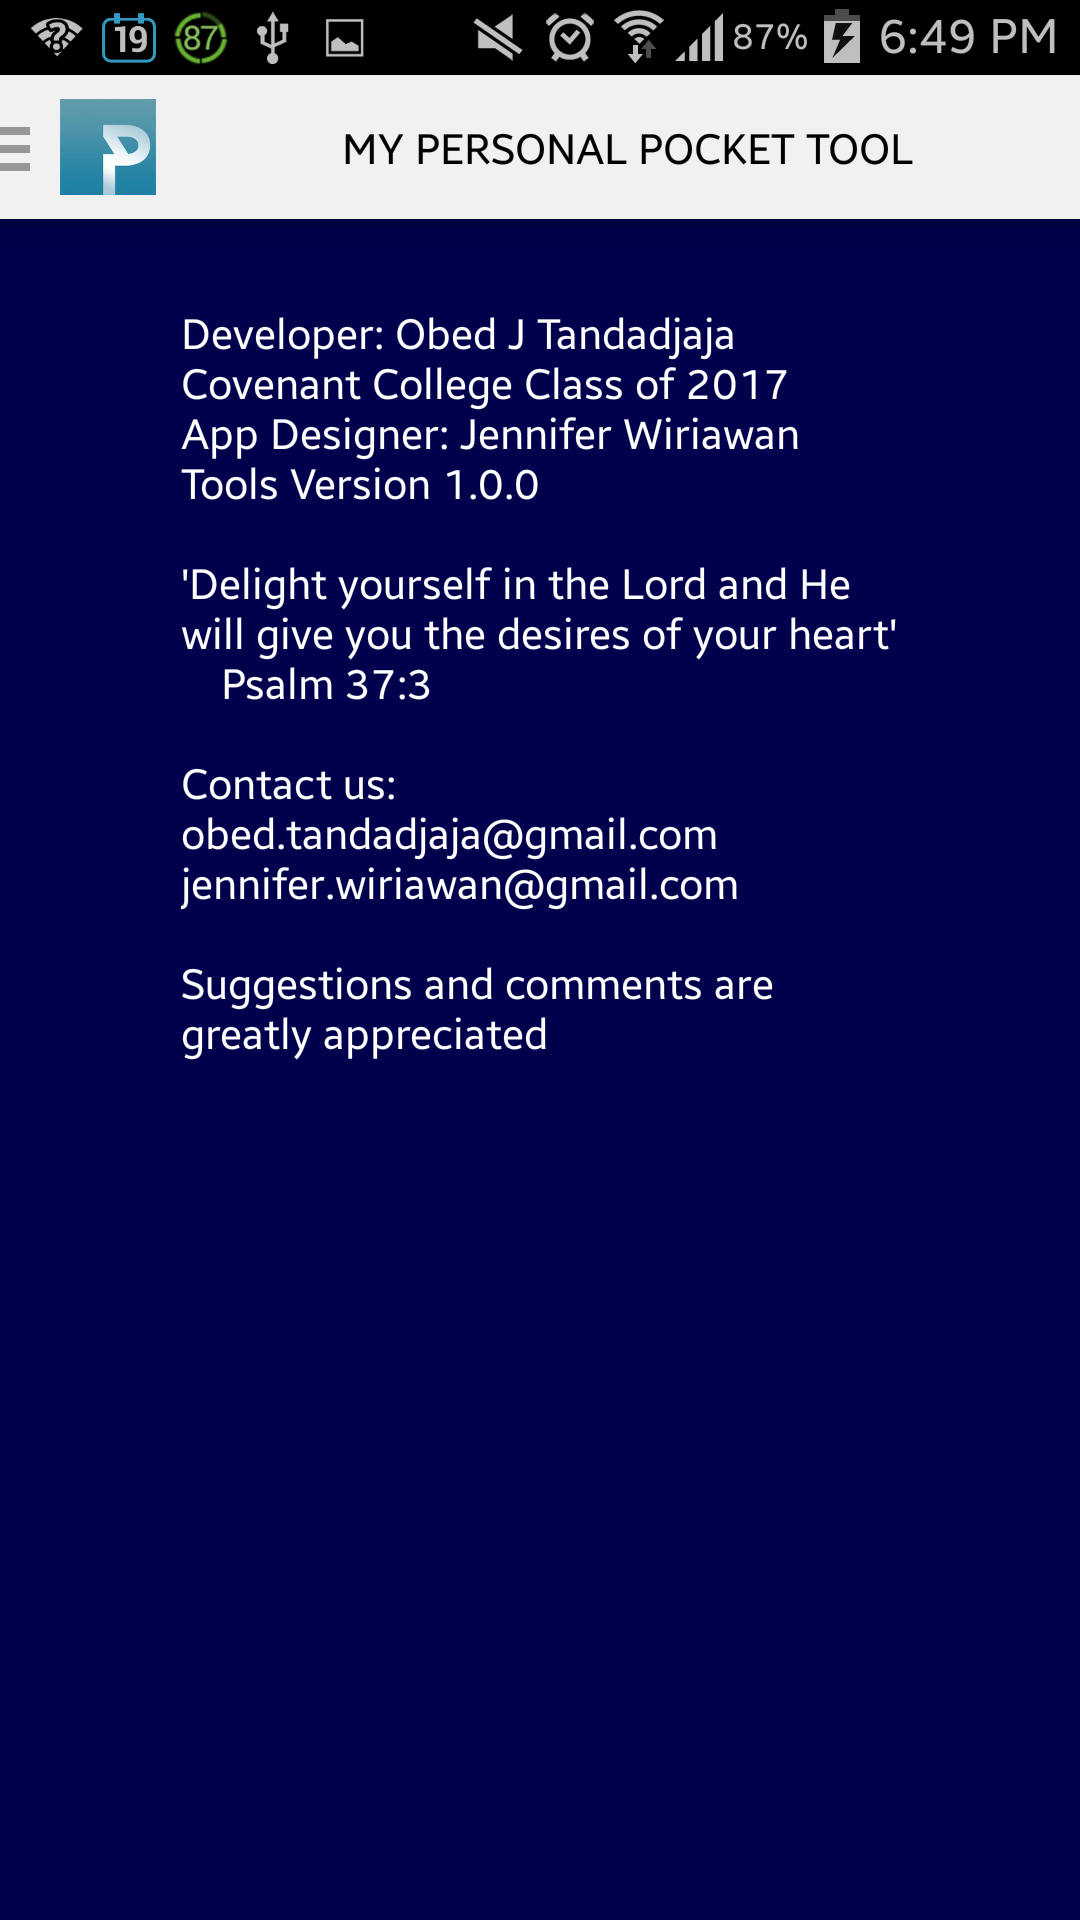 19 87 87% 6:49 PM
P MY PERSONAL POCKET TOOL
Developer: Obed J Tandadjaja
Covenant College Class of 2017
App Designer: Jennifer Wiriawan
Tools Version 1.0.0
'Delight yourself in the Lord and He
will give you the desires of your heart'
Psalm 37:3
Contact us:
obed.tandadjaja@gmail.com
jennifer.wiriawan@gmail.com
Suggestions and comments are
greatly appreciated